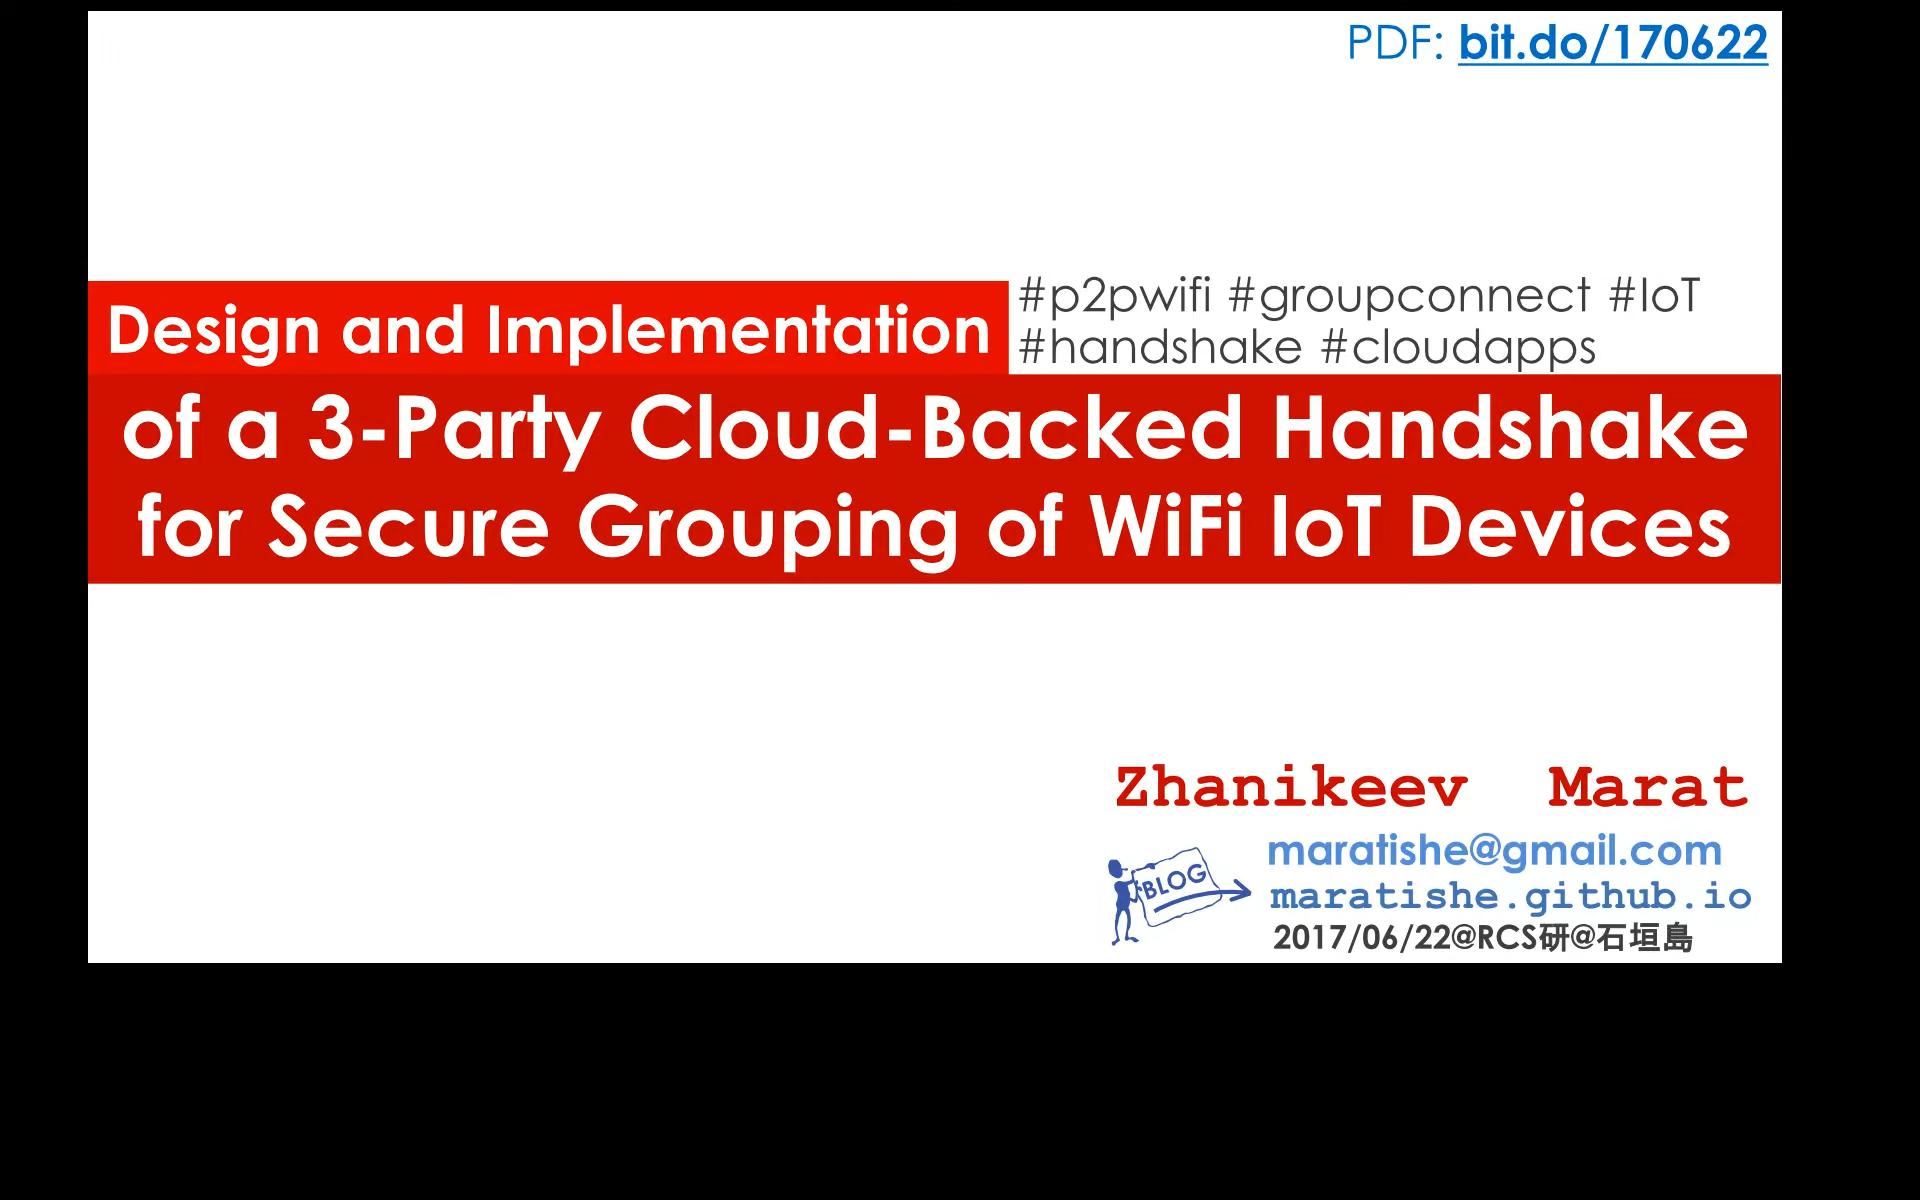 PDF: bit.do/170622
#p2pwifi #groupconnect #IoT
#handshake #cloudapps
Design and Implementation
of a 3-Party Cloud-Backed Handshake
for Secure Grouping of WiFi IoT Devices
Zhanikeev Marat
maratishe@gmail.com
BLOG
maratishe.github.io
2017/06/22@RCS研@石垣島